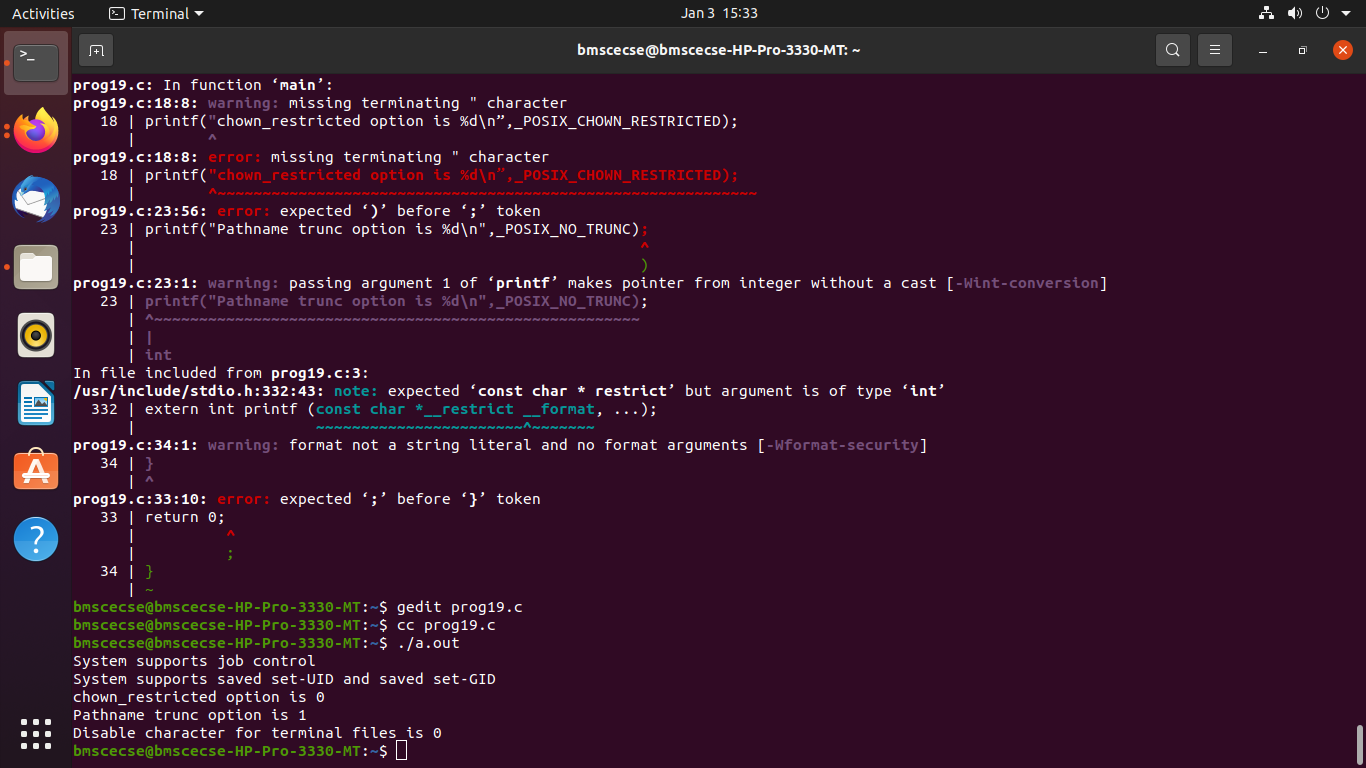 Activities Terminal Jan 3 15:33
bmscecse@bmscecse-HP-Pro-3330-MT: ~
prog19.c: In function ‘main’:
prog19.c:18:8: warning: missing terminating " character
   18 | printf("chown_restricted option is %d\n”,_POSIX_CHOWN_RESTRICTED);
      |        ^
prog19.c:18:8: error: missing terminating " character
   18 | printf("chown_restricted option is %d\n”,_POSIX_CHOWN_RESTRICTED);
      |        ^~~~~~~~~~~~~~~~~~~~~~~~~~~~~~~~~~~~~~~~~~~~~~~~~~~~~~~~~~~~~
prog19.c:23:56: error: expected ‘)’ before ‘;’ token
   23 | printf("Pathname trunc option is %d\n",_POSIX_NO_TRUNC);
      |                                                        ^
      |                                                        )
prog19.c:23:1: warning: passing argument 1 of ‘printf’ makes pointer from integer without a cast [-Wint-conversion]
   23 | printf("Pathname trunc option is %d\n",_POSIX_NO_TRUNC);
      | ^~~~~~~~~~~~~~~~~~~~~~~~~~~~~~~~~~~~~~~~~~~~~~~~~~~~~~~
      | |
      | int
In file included from prog19.c:3:
/usr/include/stdio.h:332:43: note: expected ‘const char * restrict’ but argument is of type ‘int’
  332 | extern int printf (const char *__restrict __format, ...);
      |                    ~~~~~~~~~~~~~~~~~~~~~~~^~~~~~~~
prog19.c:34:1: warning: format not a string literal and no format arguments [-Wformat-security]
   34 | }
      | ^
prog19.c:33:10: error: expected ‘;’ before ‘}’ token
   33 | return 0;
      |          ^
      |          ;
   34 | }
      | ~
bmscecse@bmscecse-HP-Pro-3330-MT:~$ gedit prog19.c
bmscecse@bmscecse-HP-Pro-3330-MT:~$ cc prog19.c
bmscecse@bmscecse-HP-Pro-3330-MT:~$ ./a.out
System supports job control
System supports saved set-UID and saved set-GID
chown_restricted option is 0
Pathname trunc option is 1
Disable character for terminal files is 0
bmscecse@bmscecse-HP-Pro-3330-MT:~$